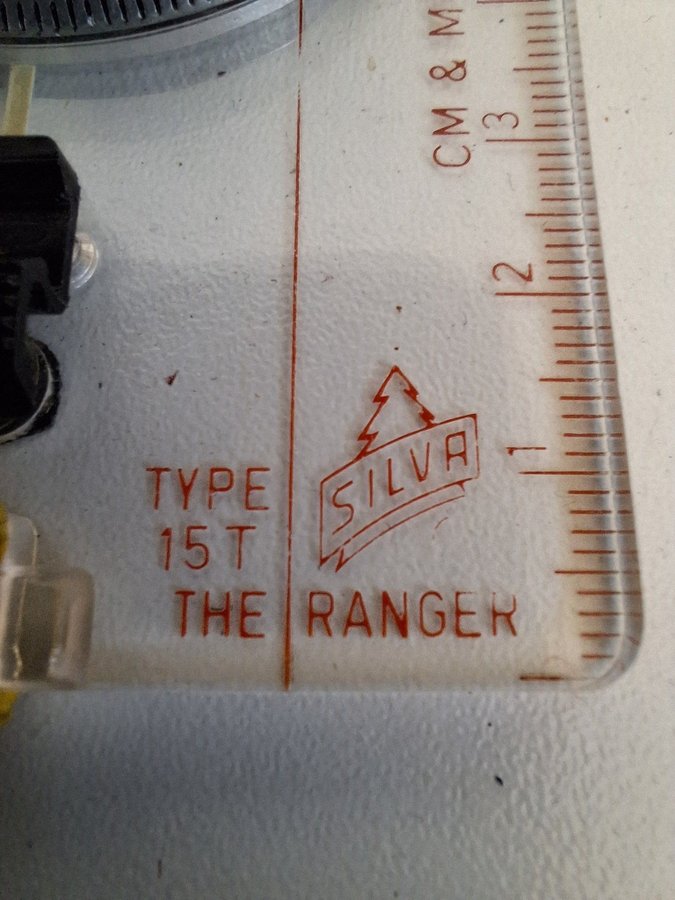 CM & M
3
2
1
SILVA
TYPE
15T
THE RANGER